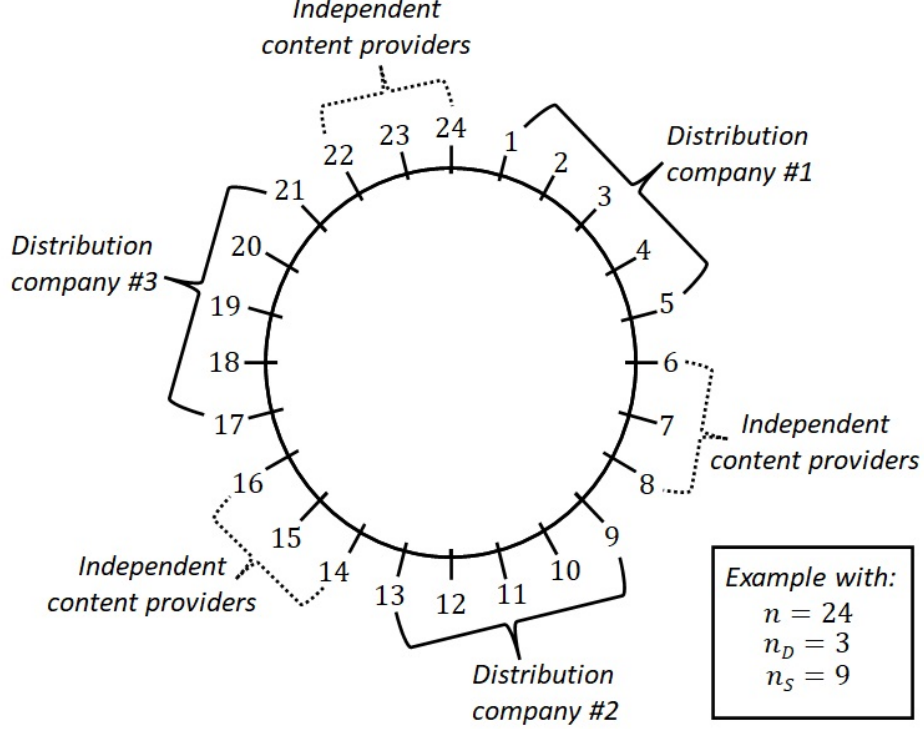 Independent
content providers
24
1
2
3
4
5
6
7
8
9
10
11
12
13
14
15
16
17
18
19
20
21
22
23
Distribution
company #1
Independent
content providers
Distribution
company #2
Independent
content providers
Distribution
company #3
Example with:
n = 24
n_D = 3
n_S = 9